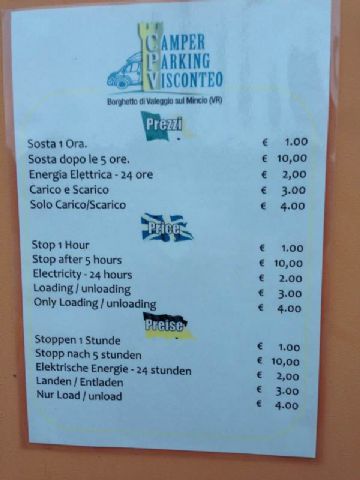 CAMPER
PARKING
VISCONTEO
CPV
Borghetto di Valeggio sul Mincio (VR)
Prezzi
Sosta 1 Ora. € 1.00
Sosta dopo le 5 ore. € 10,00
Energia Elettrica - 24 ore € 2,00
Carico e Scarico € 3.00
Solo Carico/Scarico € 4.00
Price
Stop 1 Hour € 1.00
Stop after 5 hours € 10,00
Electricity - 24 hours € 2.00
Loading / unloading € 3.00
Only Loading / unloading € 4.00
Preise
Stoppen 1 Stunde € 1.00
Stopp nach 5 stunden € 10,00
Elektrische Energie - 24 stunden € 2,00
Landen / Entladen € 3.00
Nur Load / unload € 4.00